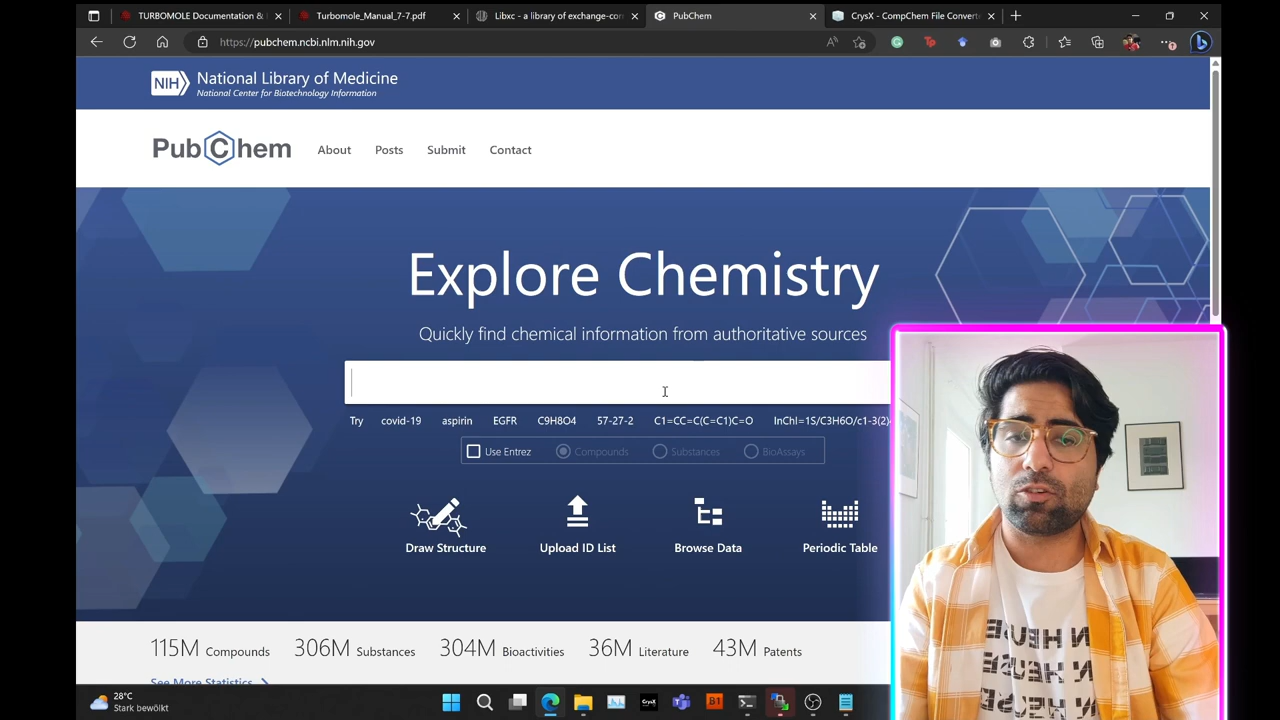 TURBOMOLE Documentation &
Turbomole_Manual_7-7.pdf
Libxc - a library of exchange-con
PubChem
CrysX - CompChem File Convert
https://pubchem.ncbi.nlm.nih.gov
NIH
National Library of Medicine
National Center for Biotechnology Information
PubChem
About
Posts
Submit
Contact
Explore Chemistry
Quickly find chemical information from authoritative sources
Try covid-19 aspirin EGFR C9H8O4 57-27-2 C1=CC=C(C=C1)C=O InChI=1S/C3H6O/c1-3(2)
Use Entrez
Compounds
Substances
BioAssays
Draw Structure
Upload ID List
Browse Data
Periodic Table
115M Compounds
306M Substances
304M Bioactivities
36M Literature
43M Patents
See More Statistics
28°C
Stark bewölkt
CrysX
B1